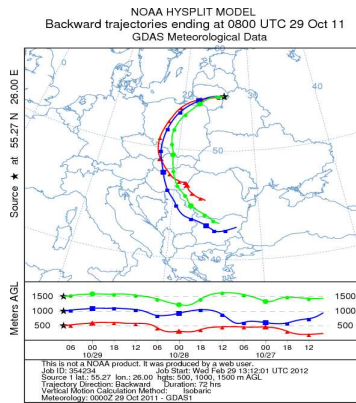 NOAA HYSPLIT MODEL
Backward trajectories ending at 0800 UTC 29 Oct 11
GDAS Meteorological Data
Source ★ at 55.27 N 26.00 E
20
30
40
50
Meters AGL
1500 1500
1000 1000
500 500
06 00 18 12 06 00 18 12 06 00 18 12
10/29 10/28 10/27
This is not a NOAA product. It was produced by a web user.
Job ID: 354234 Job Start: Wed Feb 29 13:12:01 UTC 2012
Source 1 lat.: 55.27 lon.: 26.00 hgts: 500, 1000, 1500 m AGL
Trajectory Direction: Backward Duration: 72 hrs
Vertical Motion Calculation Method: Isobaric
Meteorology: 0000Z 29 Oct 2011 - GDAS1